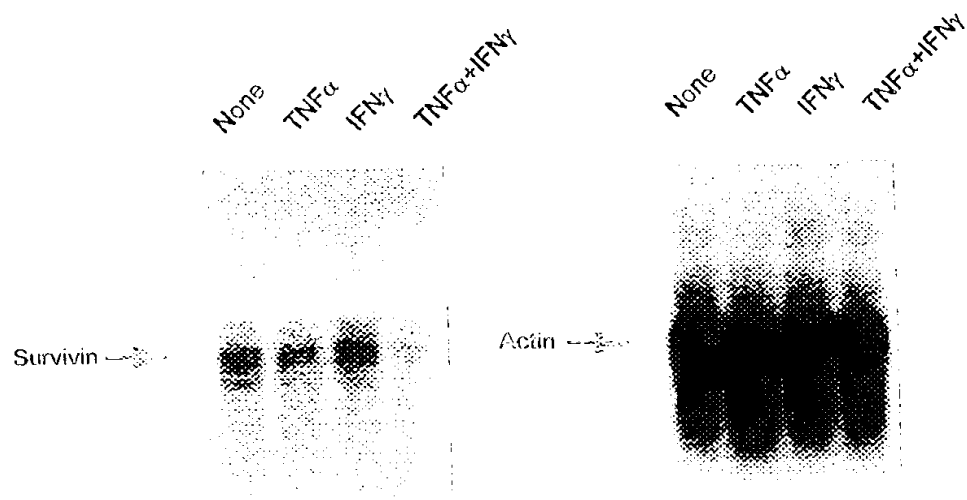 None
TNFα
IFNγ
TNFα+IFNγ
None
TNFα
IFNγ
TNFα+IFNγ
Survivin
Actin